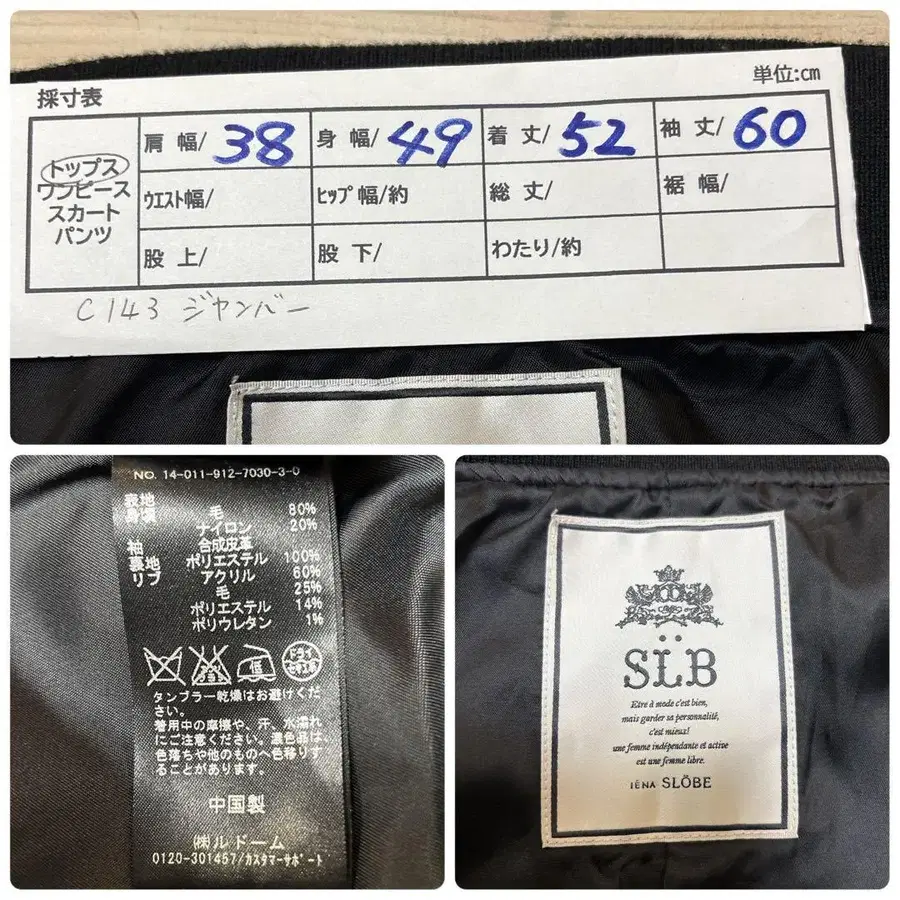 採寸表
単位:cm
トップス
ワンピース
スカート
パンツ
肩 幅/ 38
身 幅/ 49
着 丈/ 52
袖 丈/ 60
ウエスト幅/
ヒップ幅/約
総 丈/
裾 幅/
股 上/
股 下/
わたり/約
C143 ジャンバー
NO. 14-011-912-7030-3-0
表地
身頃 毛 80%
ナイロン 20%
袖 合成皮革
裏地 ポリエステル 100%
リブ アクリル 60%
毛 25%
ポリエステル 14%
ポリウレタン 1%
低
ドライ
セキユ系
タンブラー乾燥はお避けくだ
さい。
着用中の摩擦や、汗、水濡れ
にご注意ください。濃色品は
色落ちや他のものへ色移りす
ることがあります。
中国製
㈱ルドーム
0120-301457/カスタマーサポート
SLB
Etre à mode c'est bien,
mais garder sa personnalité,
c'est mieux!
une femme indépendante et active
est une femme libre.
IÉNA SLOBE